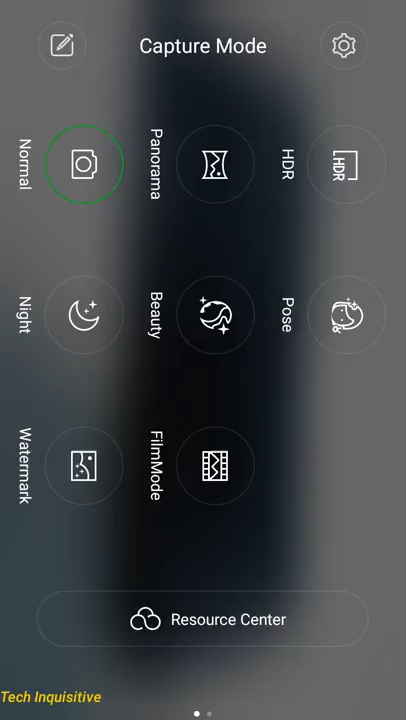 Capture Mode
Normal
Panorama
HDR
HDR
Night
Beauty
Pose
Watermark
FilmMode
Resource Center
Tech Inquisitive